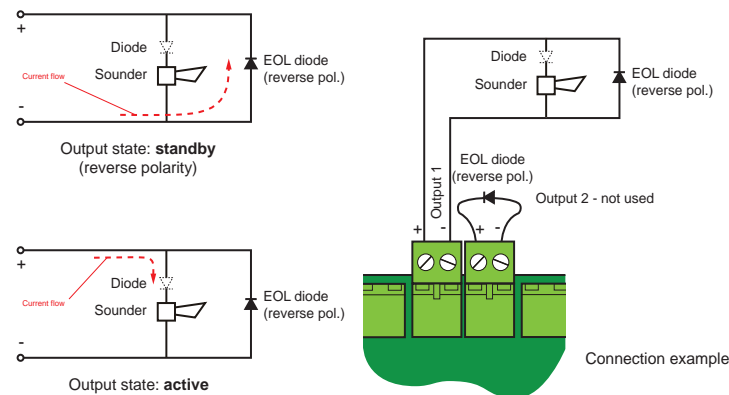 +
Diode
Sounder
EOL diode
(reverse pol.)
Current flow
-
Output state: standby
(reverse polarity)
+
Diode
Sounder
EOL diode
(reverse pol.)
Current flow
-
Output state: active
Diode
Sounder
EOL diode
(reverse pol.)
Output 1
EOL diode
(reverse pol.)
Output 2 - not used
+ - + -
Connection example